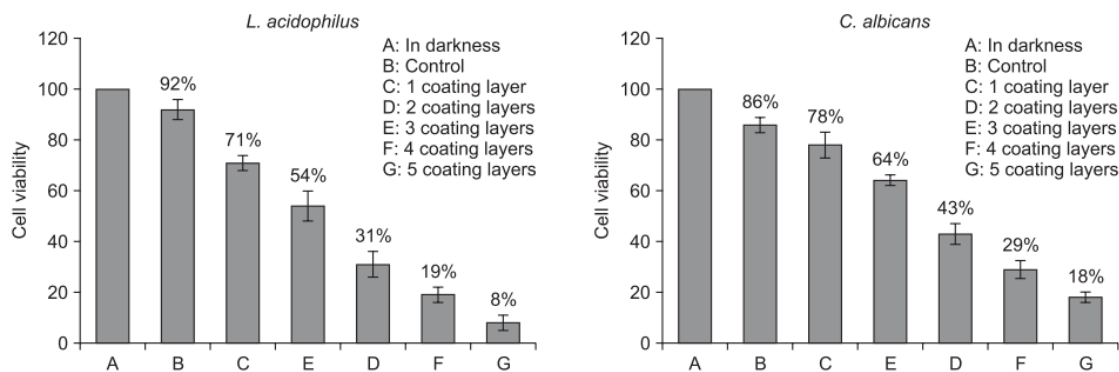 L. acidophilus
120
100
80
60
40
20
0
Cell viability
92%
71%
54%
31%
19%
8%
A: In darkness
B: Control
C: 1 coating layer
D: 2 coating layers
E: 3 coating layers
F: 4 coating layers
G: 5 coating layers
A B C E D F G
C. albicans
120
100
80
60
40
20
0
Cell viability
86%
78%
64%
43%
29%
18%
A: In darkness
B: Control
C: 1 coating layer
D: 2 coating layers
E: 3 coating layers
F: 4 coating layers
G: 5 coating layers
A B C E D F G